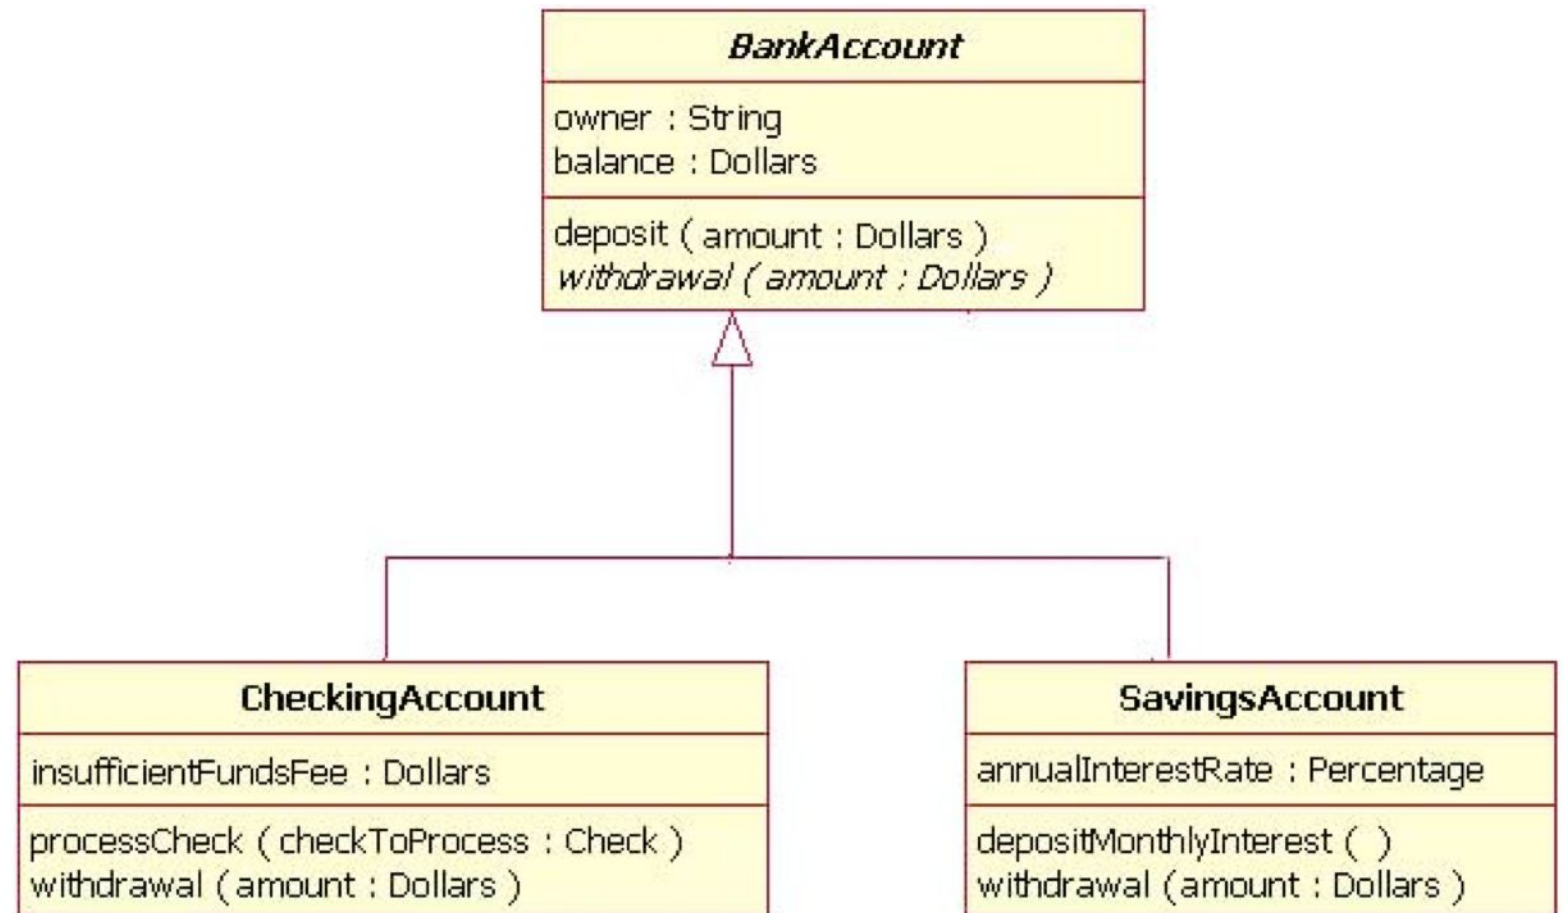 BankAccount
owner : String
balance : Dollars
deposit ( amount : Dollars )
withdrawal ( amount : Dollars )
CheckingAccount
insufficientFundsFee : Dollars
processCheck ( checkToProcess : Check )
withdrawal ( amount : Dollars )
SavingsAccount
annualInterestRate : Percentage
depositMonthlyInterest ( )
withdrawal ( amount : Dollars )